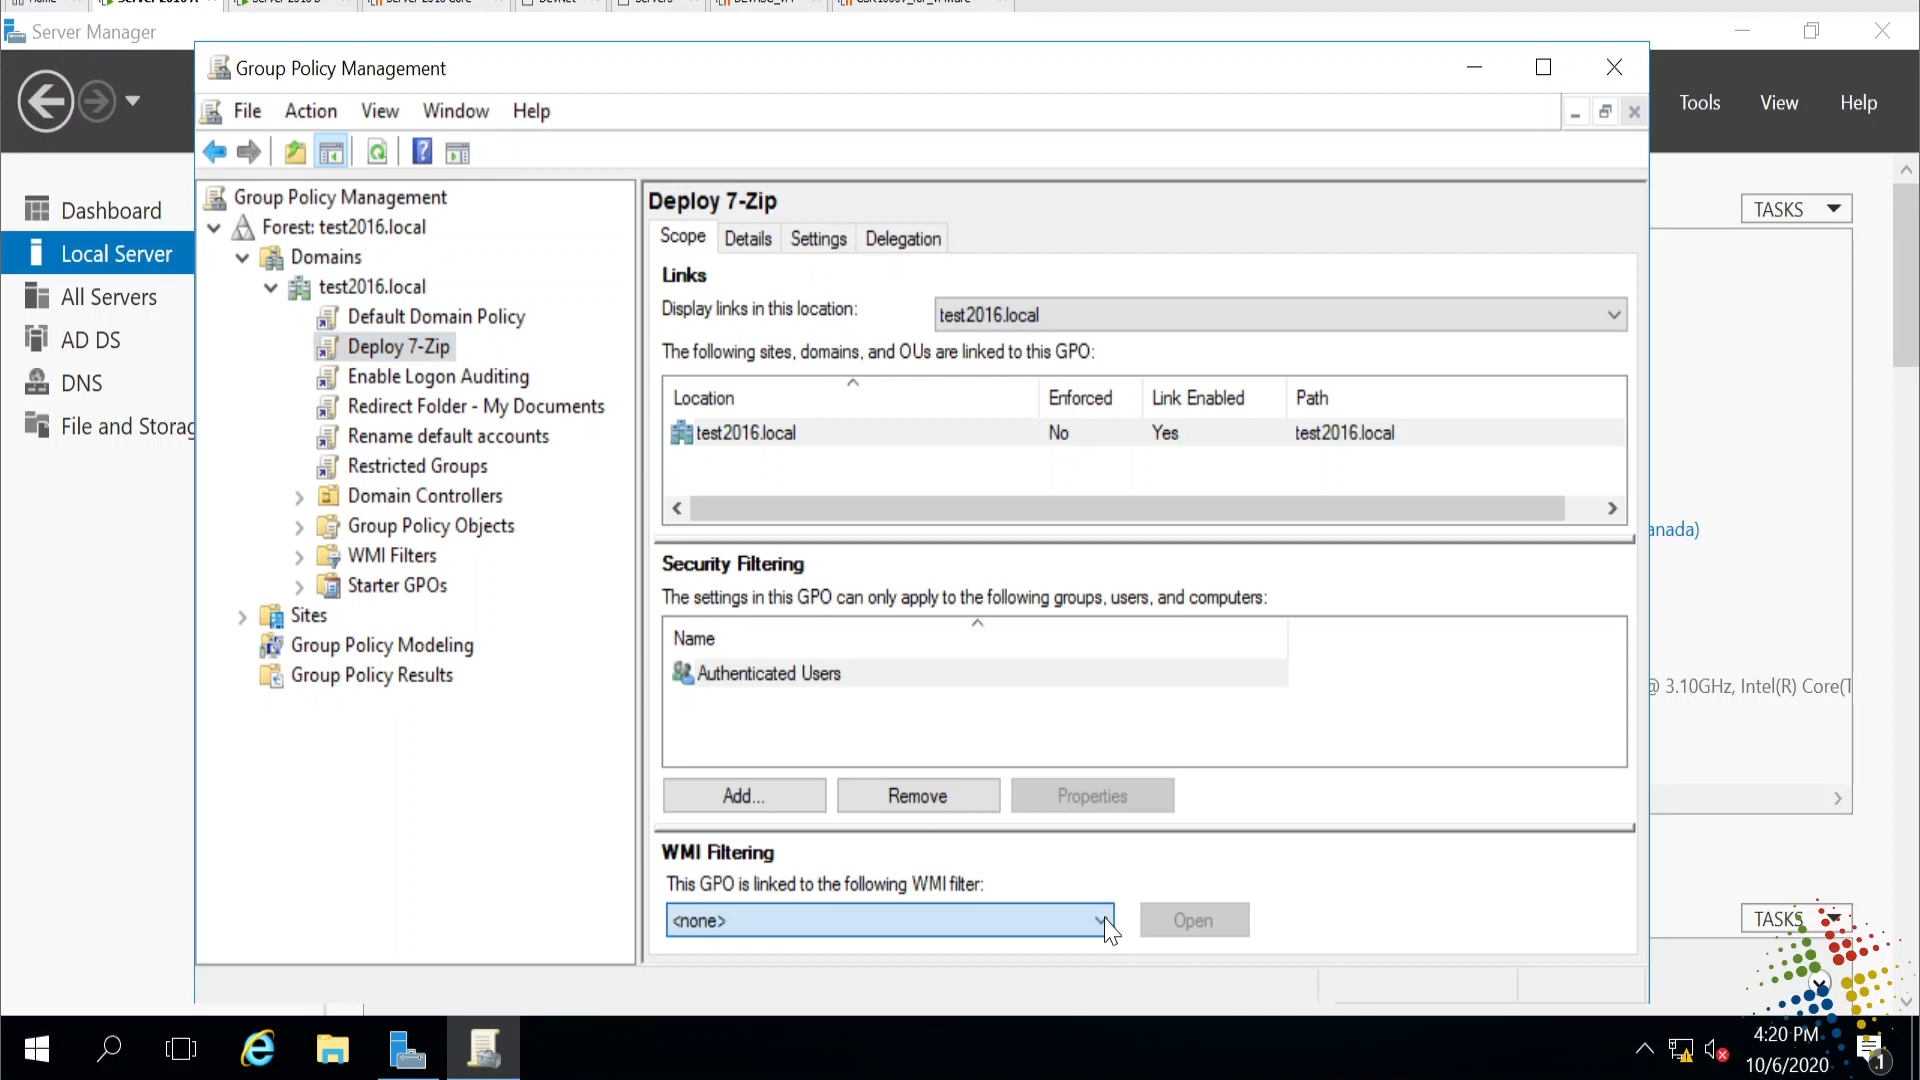 Server Manager
Group Policy Management
File Action View Window Help
Tools View Help
Dashboard
Local Server
All Servers
AD DS
DNS
File and Storag
Group Policy Management
Forest: test2016.local
Domains
test2016.local
Default Domain Policy
Deploy 7-Zip
Enable Logon Auditing
Redirect Folder - My Documents
Rename default accounts
Restricted Groups
Domain Controllers
Group Policy Objects
WMI Filters
Starter GPOs
Sites
Group Policy Modeling
Group Policy Results
Deploy 7-Zip
Scope Details Settings Delegation
Links
Display links in this location: test2016.local
The following sites, domains, and OUs are linked to this GPO:
Location Enforced Link Enabled Path
test2016.local No Yes test2016.local
Security Filtering
The settings in this GPO can only apply to the following groups, users, and computers:
Name
Authenticated Users
Add... Remove Properties
WMI Filtering
This GPO is linked to the following WMI filter:
<none> Open
TASKS
anada)
@ 3.10GHz, Intel(R) Core(T
TASKS
4:20 PM
10/6/2020
1